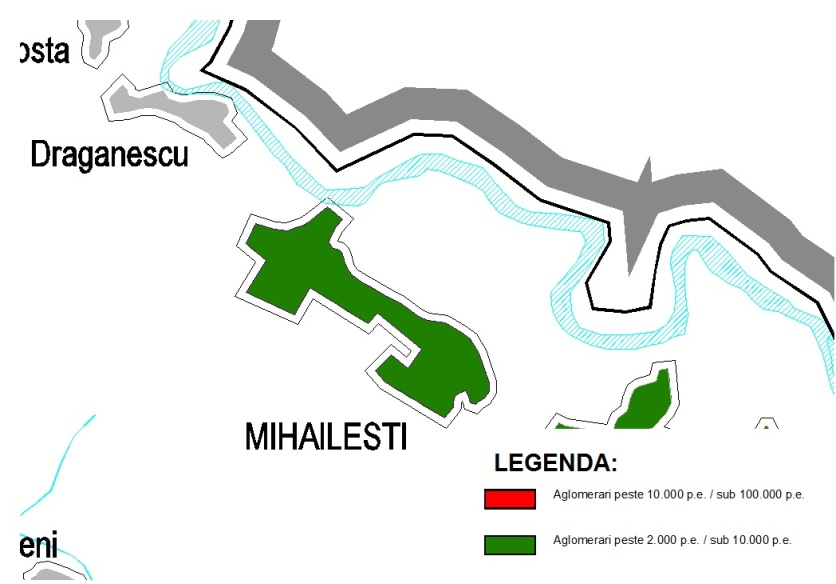 osta
Draganescu
MIHAILESTI
LEGENDA:
Aglomerari peste 10.000 p.e. / sub 100.000 p.e.
Aglomerari peste 2.000 p.e. / sub 10.000 p.e.
eni